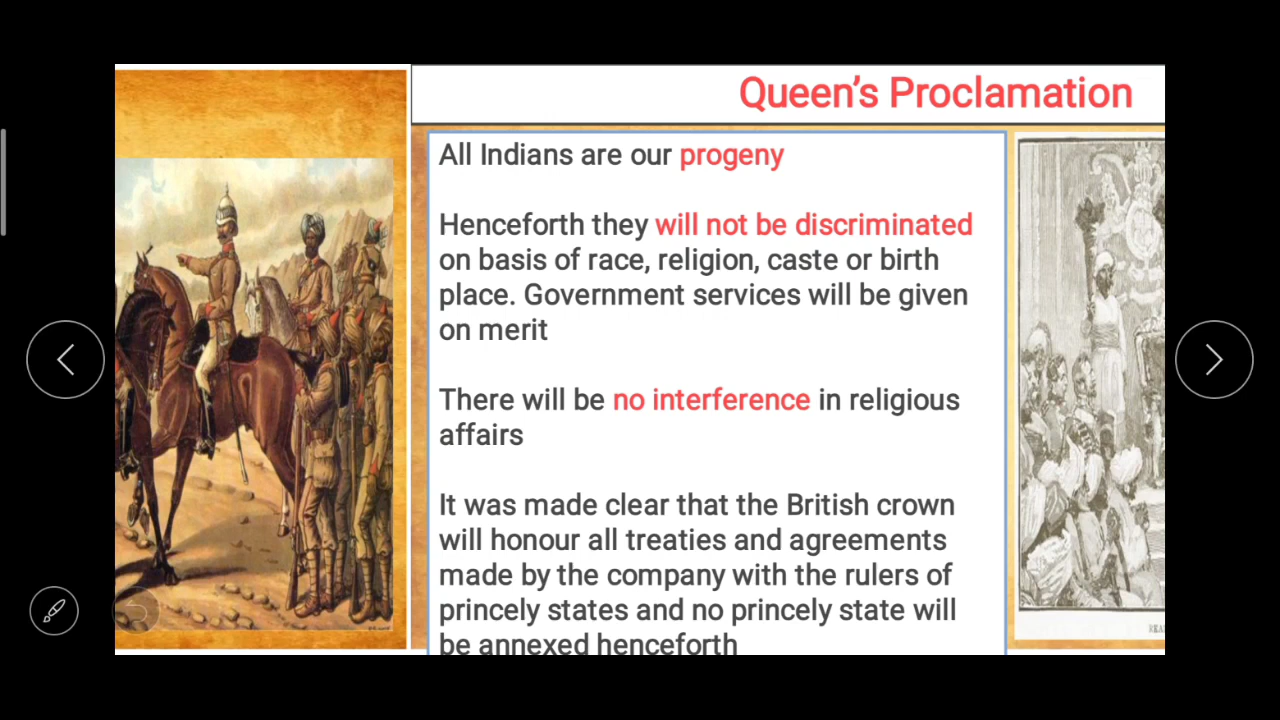 Queen's Proclamation
All Indians are our progeny
Henceforth they will not be discriminated
on basis of race, religion, caste or birth
place. Government services will be given
on merit
There will be no interference in religious
affairs
It was made clear that the British crown
will honour all treaties and agreements
made by the company with the rulers of
princely states and no princely state will
be annexed henceforth